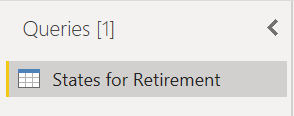 Queries [1]
States for Retirement